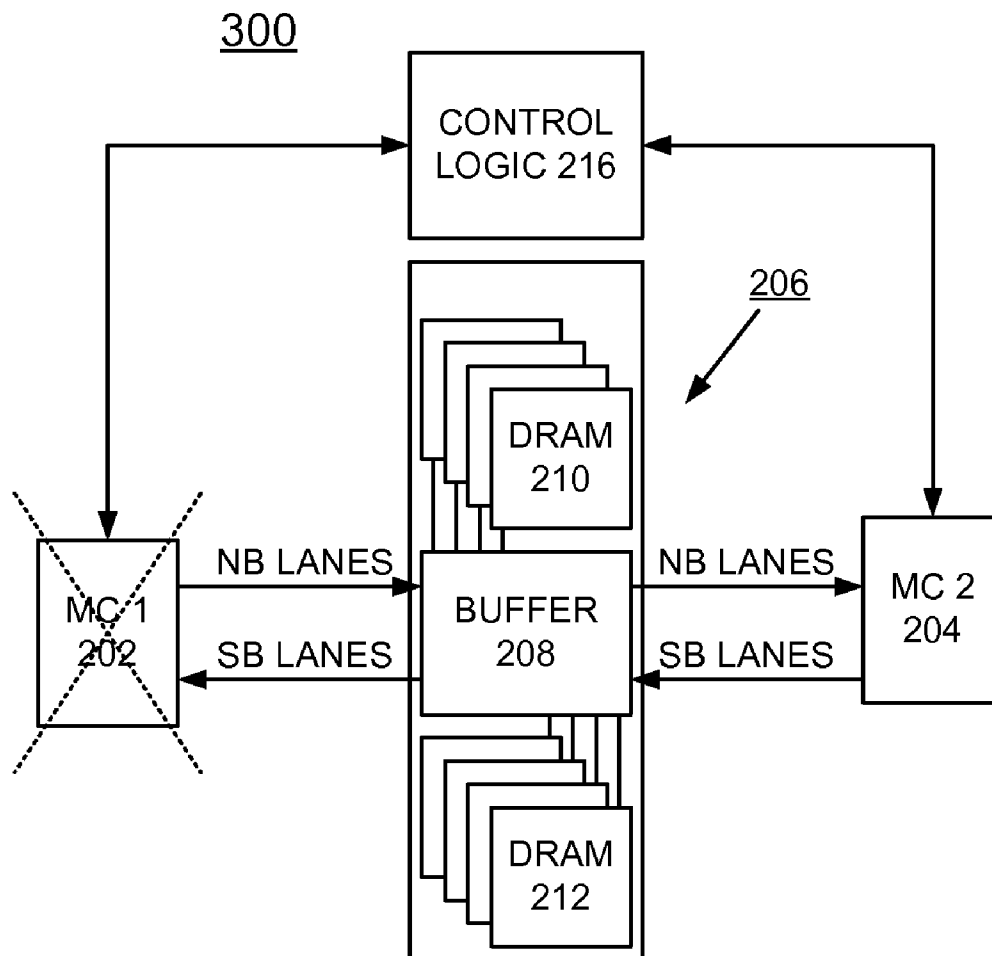 300
CONTROL
LOGIC 216
206
DRAM
210
NB LANES
NB LANES
MC 1
202
BUFFER
208
MC 2
204
SB LANES
SB LANES
DRAM
212